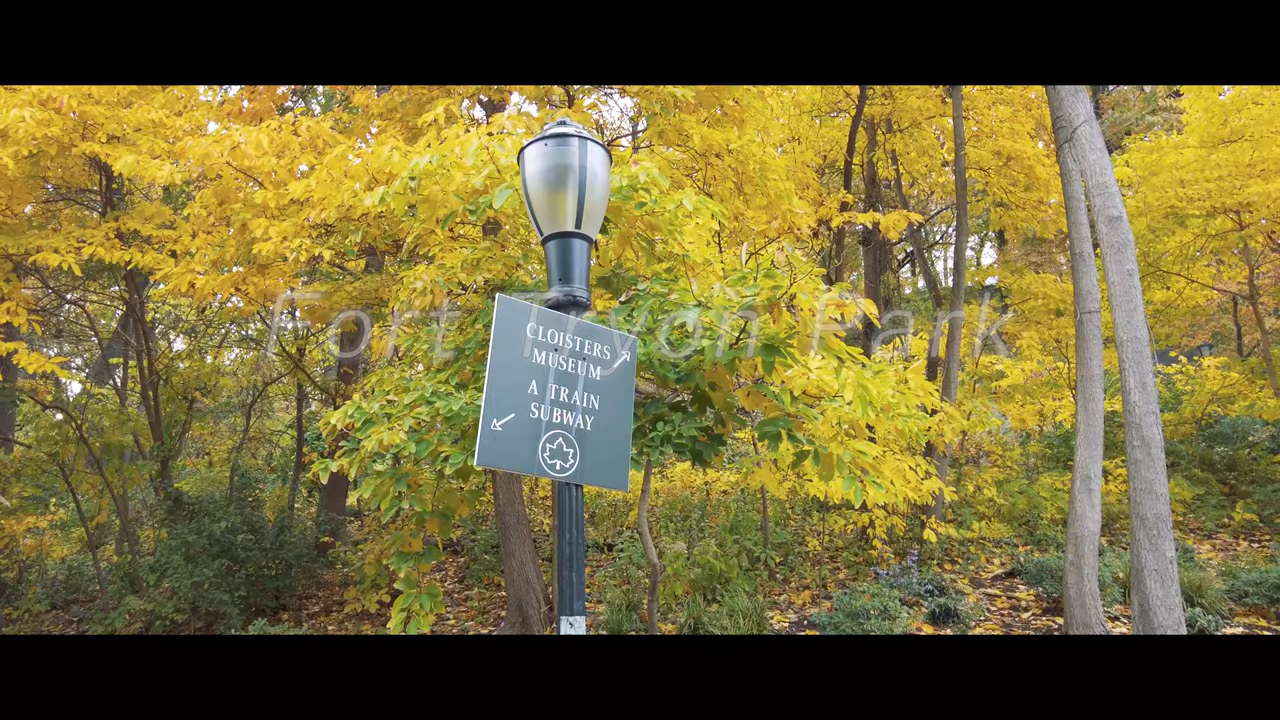 Fort Tryon Park
CLOISTERS
MUSEUM
A TRAIN
SUBWAY